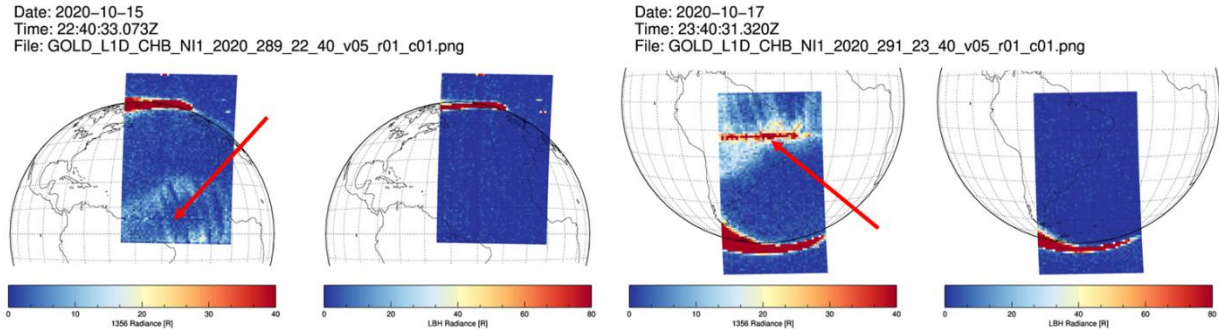 Date: 2020-10-15
Time: 22:40:33.073Z
File: GOLD_L1D_CHB_NI1_2020_289_22_40_v05_r01_c01.png
0 10 20 30 40
1356 Radiance [R]
0 20 40 60 80
LBH Radiance [R]
Date: 2020-10-17
Time: 23:40:31.320Z
File: GOLD_L1D_CHB_NI1_2020_291_23_40_v05_r01_c01.png
0 10 20 30 40
1356 Radiance [R]
0 20 40 60 80
LBH Radiance [R]